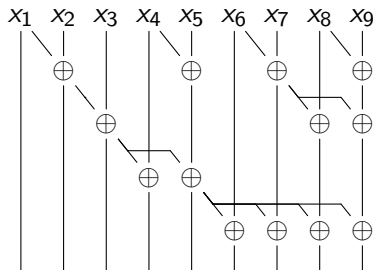 x₁ x₂ x₃ x₄ x₅ x₆ x₇ x₈ x₉